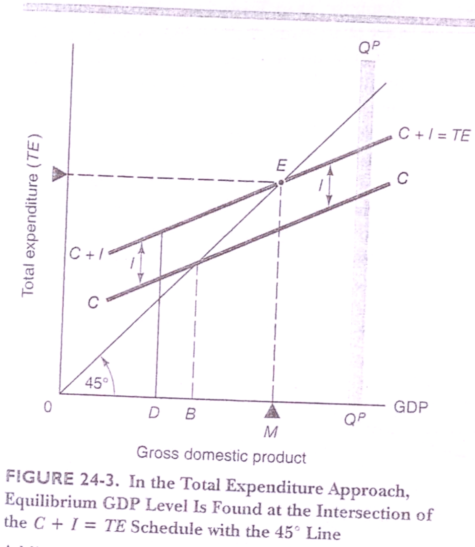 QP
C + I = TE
E
I
C
Total expenditure (TE)
C + I
I
C
45°
0
D
B
M
QP
GDP
Gross domestic product
FIGURE 24-3. In the Total Expenditure Approach,
Equilibrium GDP Level Is Found at the Intersection of
the C + I = TE Schedule with the 45° Line